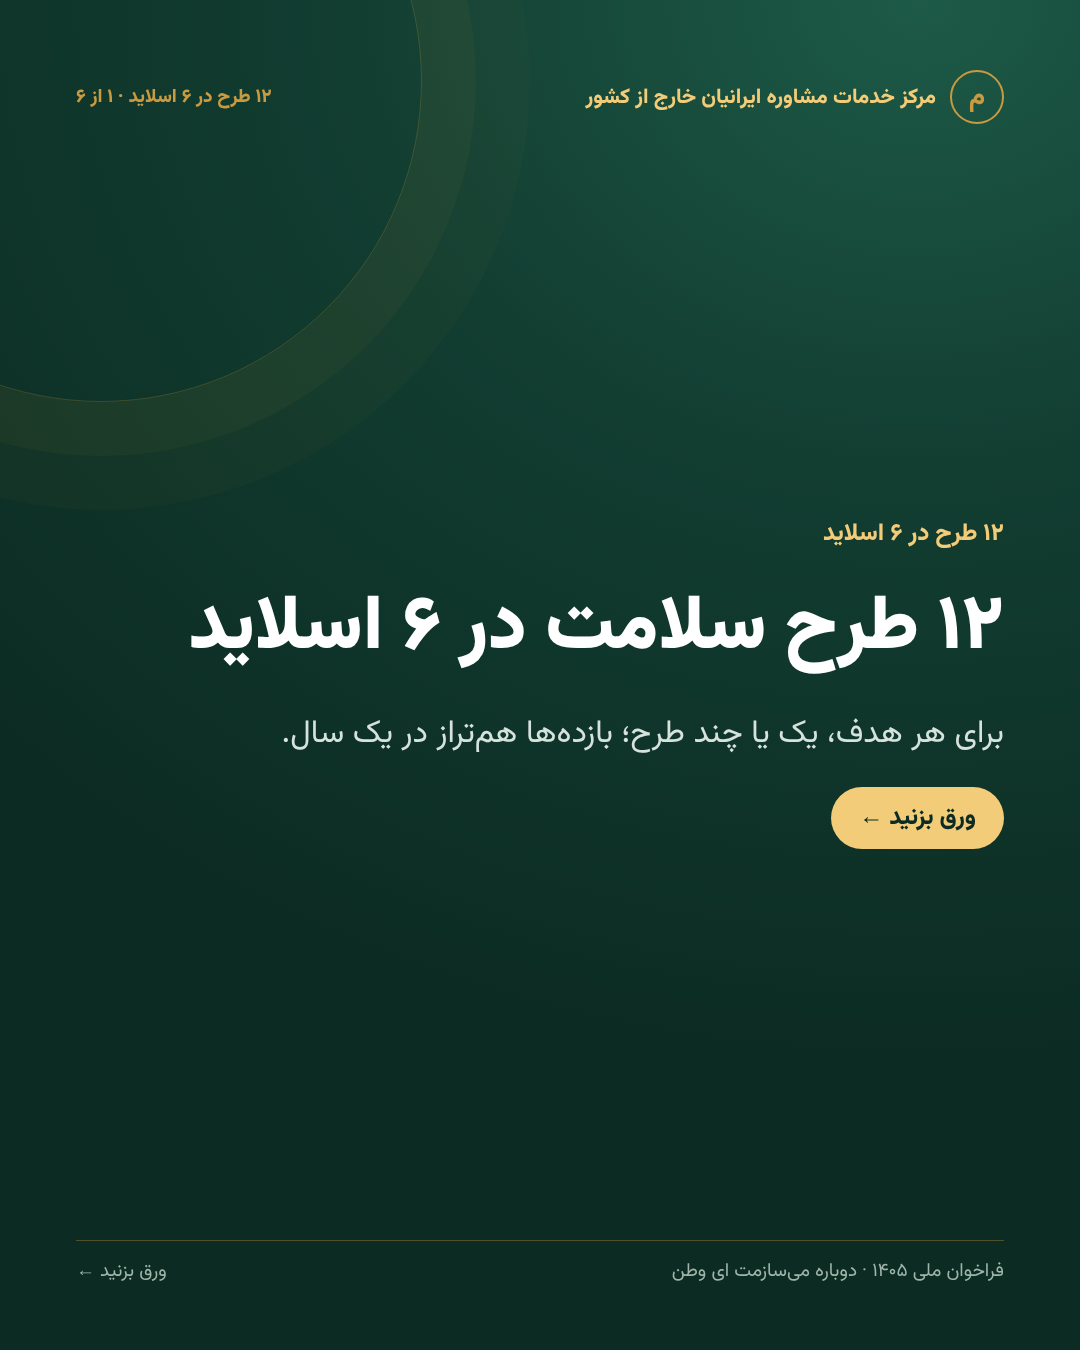 م
مرکز خدمات مشاوره ایرانیان خارج از کشور
۱۲ طرح در ۶ اسلاید · ۱ از ۶
۱۲ طرح در ۶ اسلاید
۱۲ طرح سلامت در ۶ اسلاید
برای هر هدف، یک یا چند طرح؛ بازده‌ها هم‌تراز در یک سال.
ورق بزنید ←
فراخوان ملی ۱۴۰۵ · دوباره می‌سازمت ای وطن
ورق بزنید ←